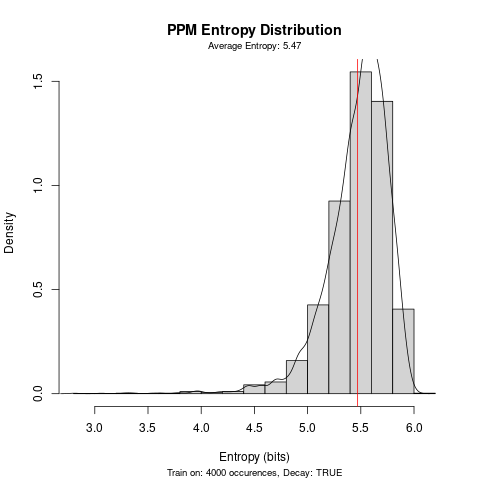 PPM Entropy Distribution
Average Entropy: 5.47
1.5
1.0
0.5
0.0
Density
3.0 3.5 4.0 4.5 5.0 5.5 6.0
Entropy (bits)
Train on: 4000 occurences, Decay: TRUE